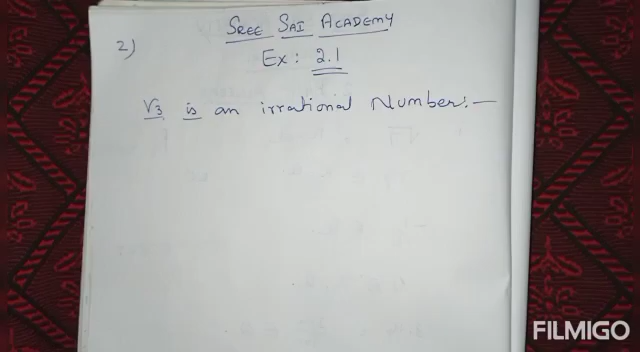 SREE SAI ACADEMY
2)
Ex: 2.1
√3 is an irrational Number:-
FILMIGO